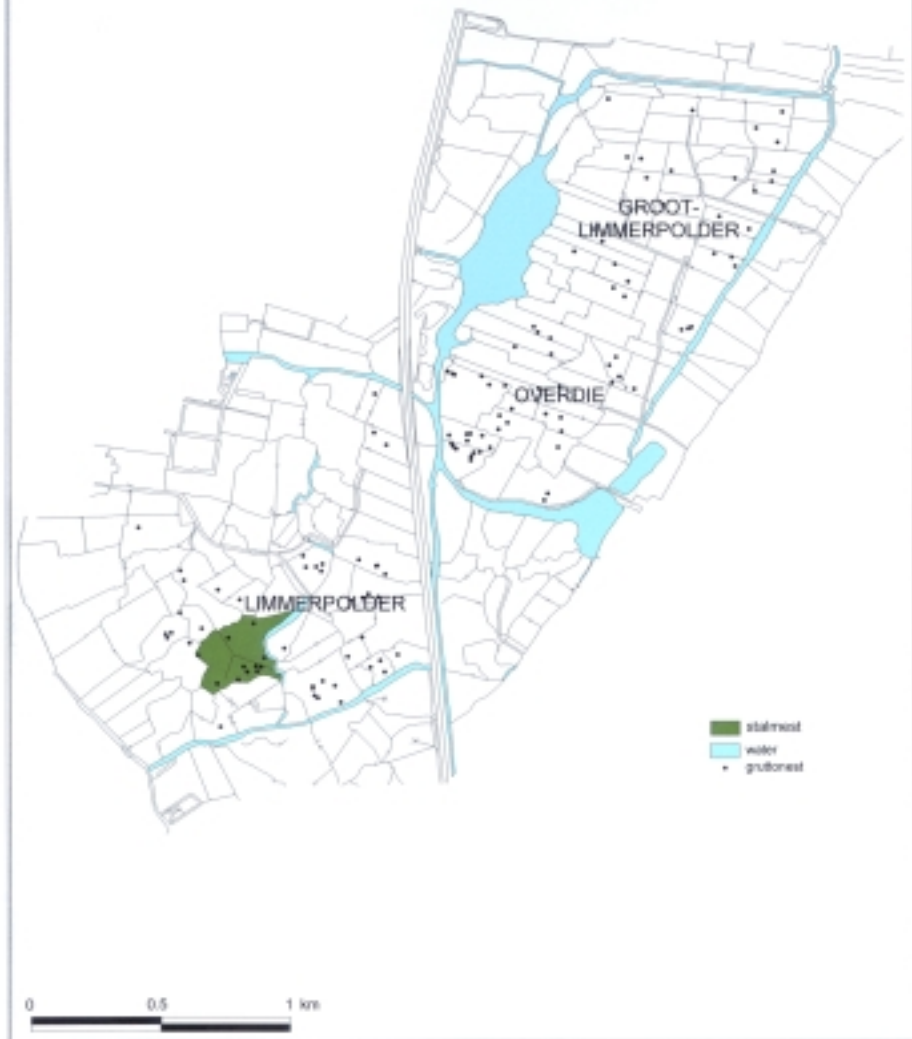 GROOT-
LIMMERPOLDER
OVERDIE
LIMMERPOLDER
stalmest
water
gruttonest
0 0.5 1 km